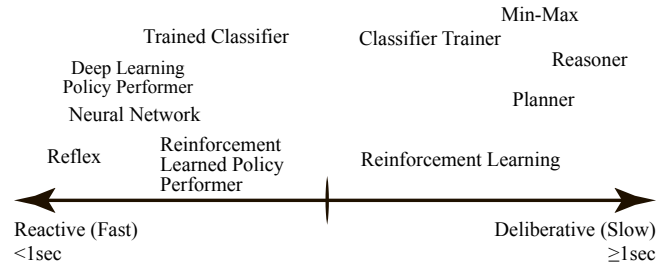 Min-Max
Trained Classifier
Classifier Trainer
Reasoner
Deep Learning
Policy Performer
Planner
Neural Network
Reflex
Reinforcement
Learned Policy
Performer
Reinforcement Learning
Reactive (Fast)
<1sec
Deliberative (Slow)
≥1sec